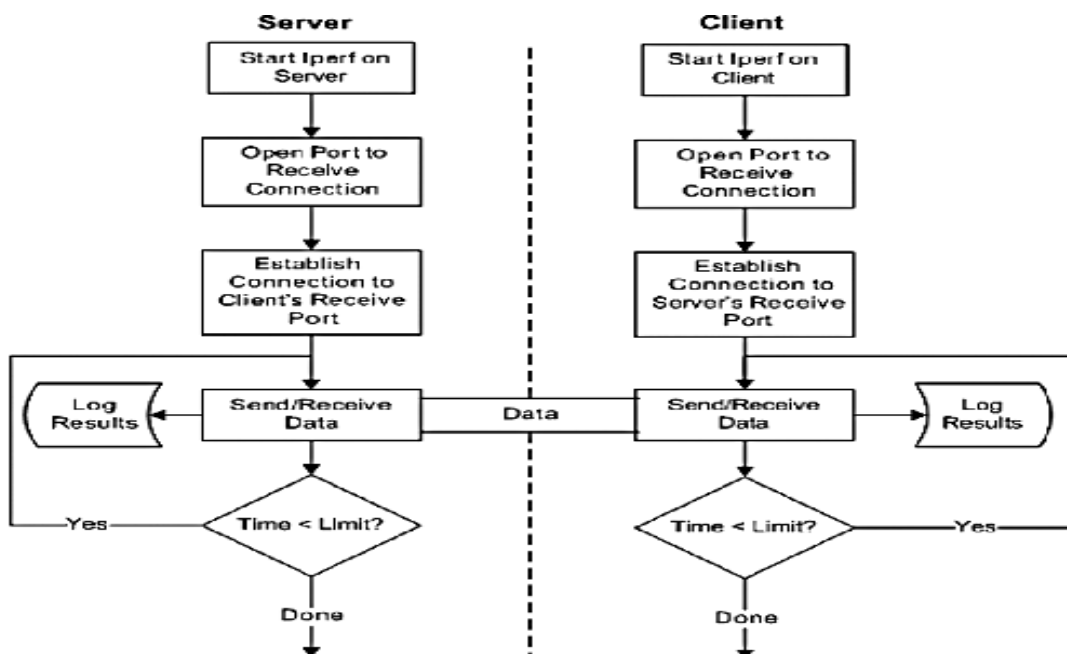 Server
Start Iperf on
Server
Open Port to
Receive
Connection
Establish
Connection to
Client's Receive
Port
Log
Results
Send/Receive
Data
Time < Limit?
Yes
Done
Data
Client
Start Iperf on
Client
Open Port to
Receive
Connection
Establish
Connection to
Server's Receive
Port
Send/Receive
Data
Log
Results
Time < Limit?
Yes
Done